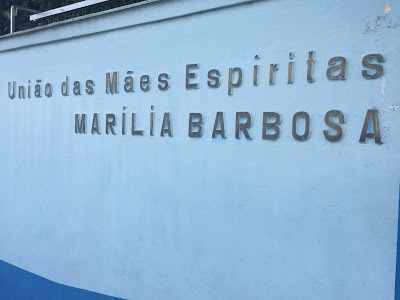 União das Mães Espíritas
MARÍLIA BARBOSA